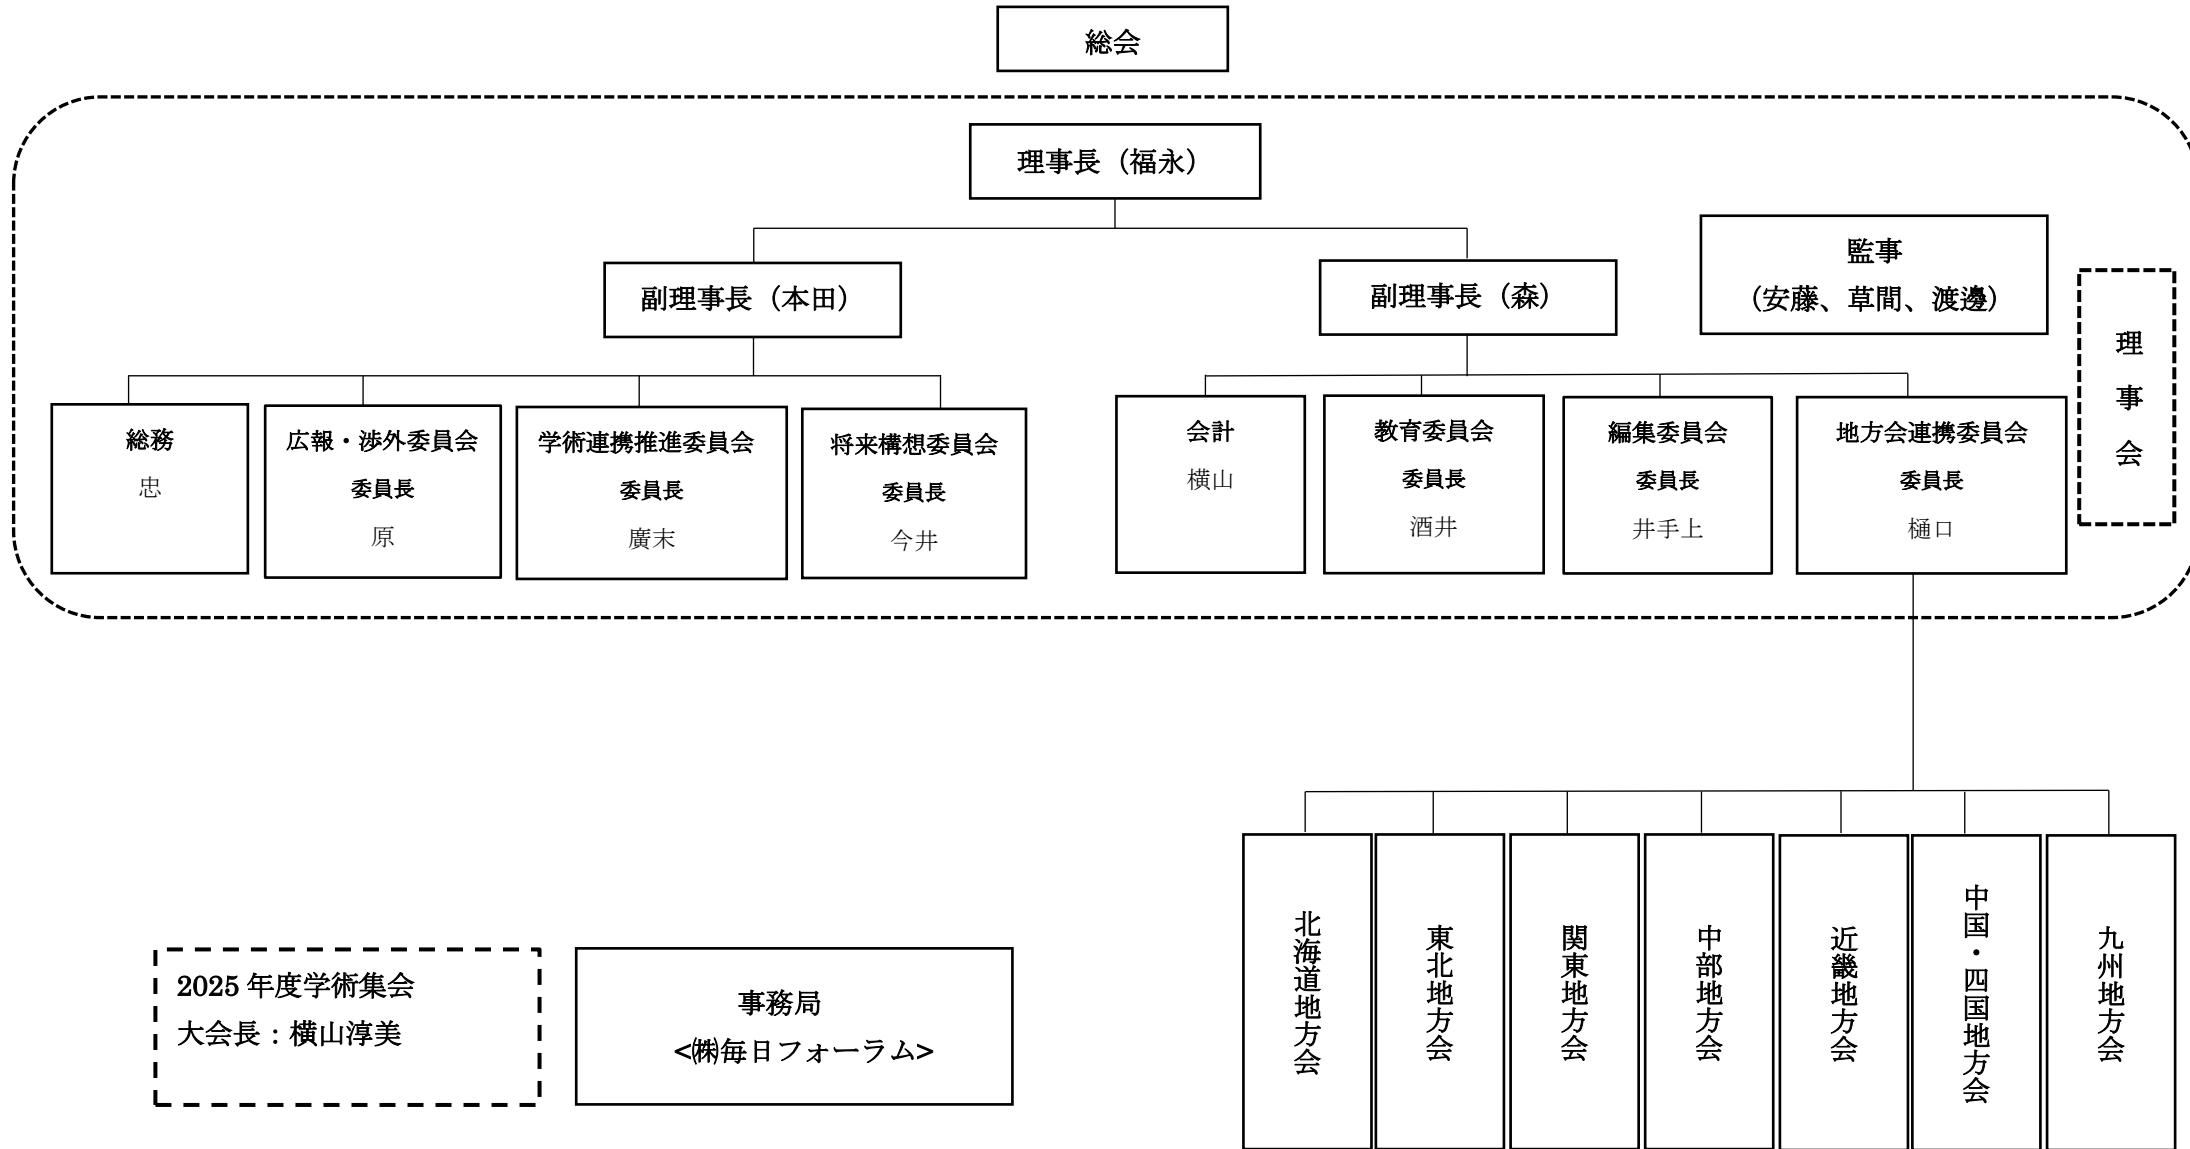 総会
理事長（福永）
副理事長（本田）
副理事長（森）
監事
（安藤、草間、渡邊）
理事会
総務
忠
広報・渉外委員会
委員長
原
学術連携推進委員会
委員長
廣末
将来構想委員会
委員長
今井
会計
横山
教育委員会
委員長
酒井
編集委員会
委員長
井手上
地方会連携委員会
委員長
樋口
北海道地方会
東北地方会
関東地方会
中部地方会
近畿地方会
中国・四国地方会
九州地方会
2025 年度学術集会
大会長：横山淳美
事務局
<㈱毎日フォーラム>